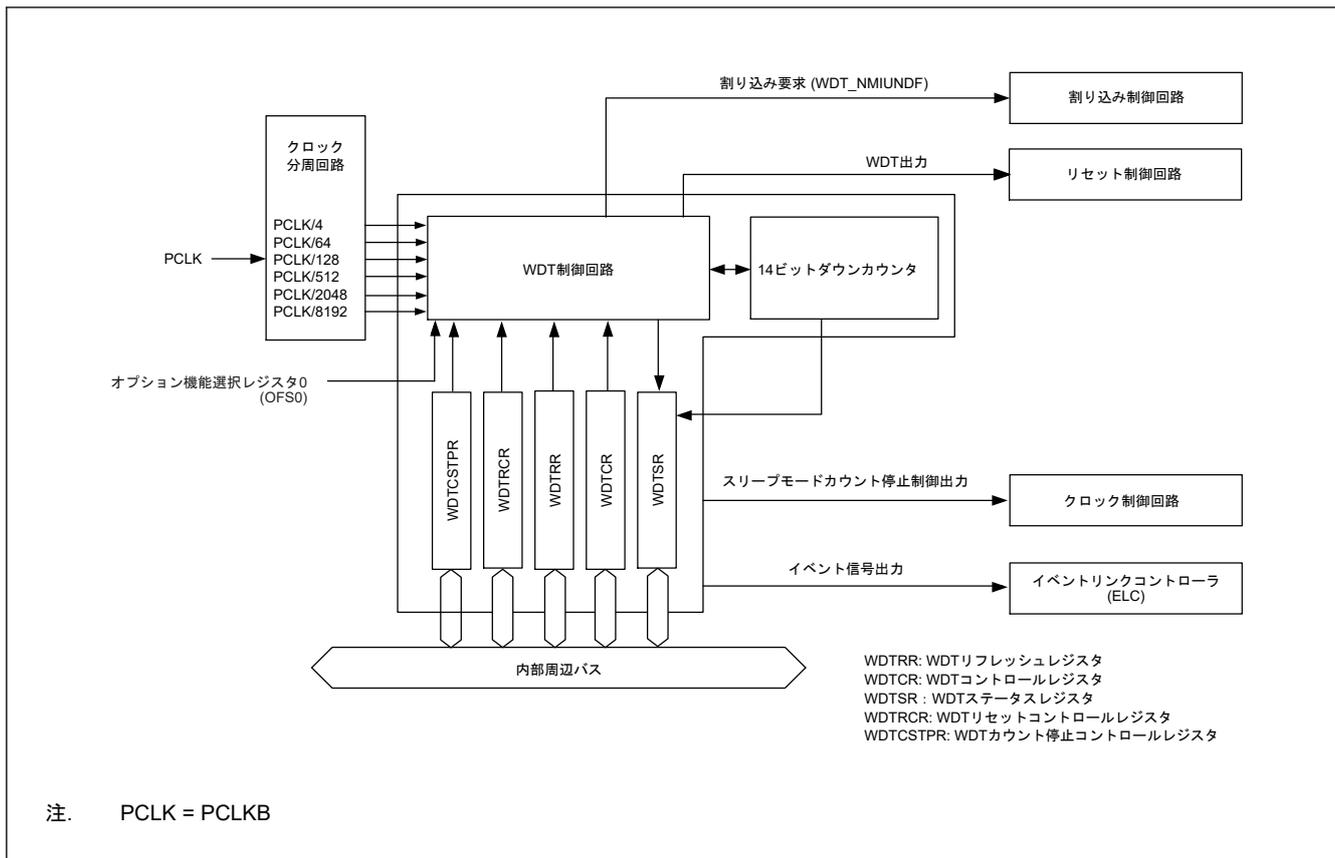 割り込み要求 (WDT_NMIUNDF)
割り込み制御回路
クロック
分周回路
WDT出力
リセット制御回路
PCLK/4
PCLK/64
PCLK/128
PCLK/512
PCLK/2048
PCLK/8192
PCLK
WDT制御回路
14ビットダウンカウンタ
オプション機能選択レジスタ0
(OFS0)
WDTCSTPR
WDTRCR
WDTRR
WDTCR
WDTSR
スリープモードカウント停止制御出力
クロック制御回路
イベント信号出力
イベントリンクコントローラ
(ELC)
内部周辺バス
WDTRR: WDTリフレッシュレジスタ
WDTCR: WDTコントロールレジスタ
WDTSR : WDTステータスレジスタ
WDTRCR: WDTリセットコントロールレジスタ
WDTCSTPR: WDTカウント停止コントロールレジスタ
注. PCLK = PCLKB